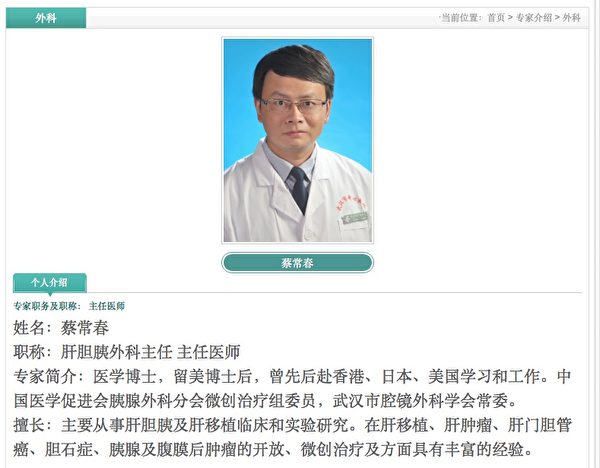 外科
·当前位置：首页 > 专家介绍 > 外科
蔡常春
个人介绍
专家职务及职称： 主任医师
姓名：蔡常春
职称：肝胆胰外科主任 主任医师
专家简介：医学博士，留美博士后，曾先后赴香港、日本、美国学习和工作。中
国医学促进会胰腺外科分会微创治疗组委员，武汉市腔镜外科学会常委。
擅长：主要从事肝胆胰及肝移植临床和实验研究。在肝移植、肝肿瘤、肝门胆管
癌、胆石症、胰腺及腹膜后肿瘤的开放、微创治疗及方面具有丰富的经验。